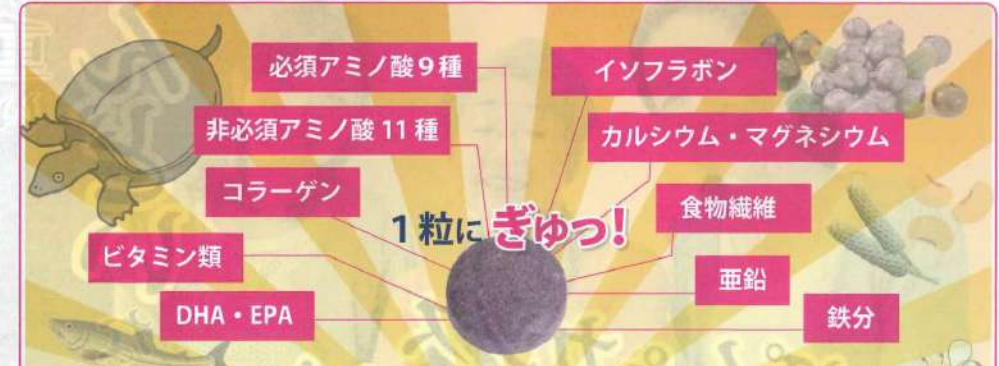 必須アミノ酸9種
イソフラボン
非必須アミノ酸 11 種
カルシウム・マグネシウム
コラーゲン
食物繊維
1粒にぎゅっ!
ビタミン類
亜鉛
DHA・EPA
鉄分